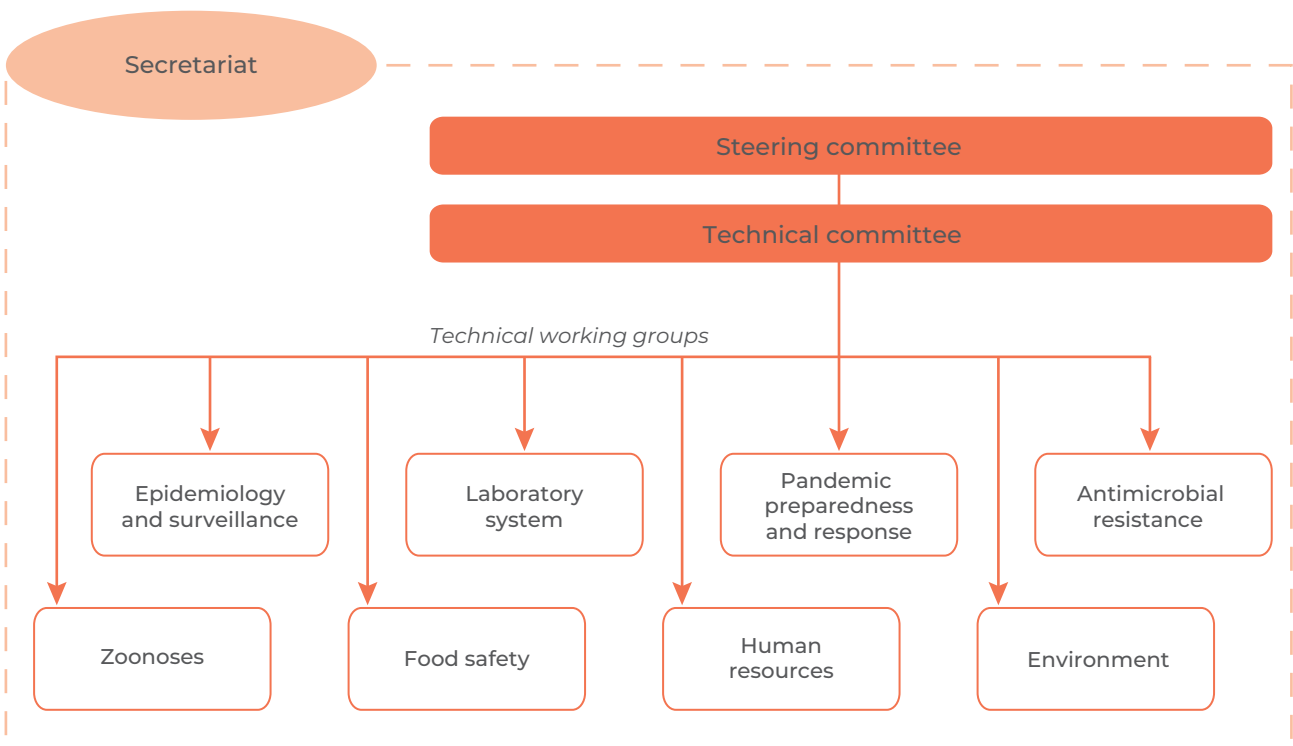 Secretariat
Steering committee
Technical committee
Technical working groups
Epidemiology
and surveillance
Laboratory
system
Pandemic
preparedness
and response
Antimicrobial
resistance
Zoonoses
Food safety
Human
resources
Environment